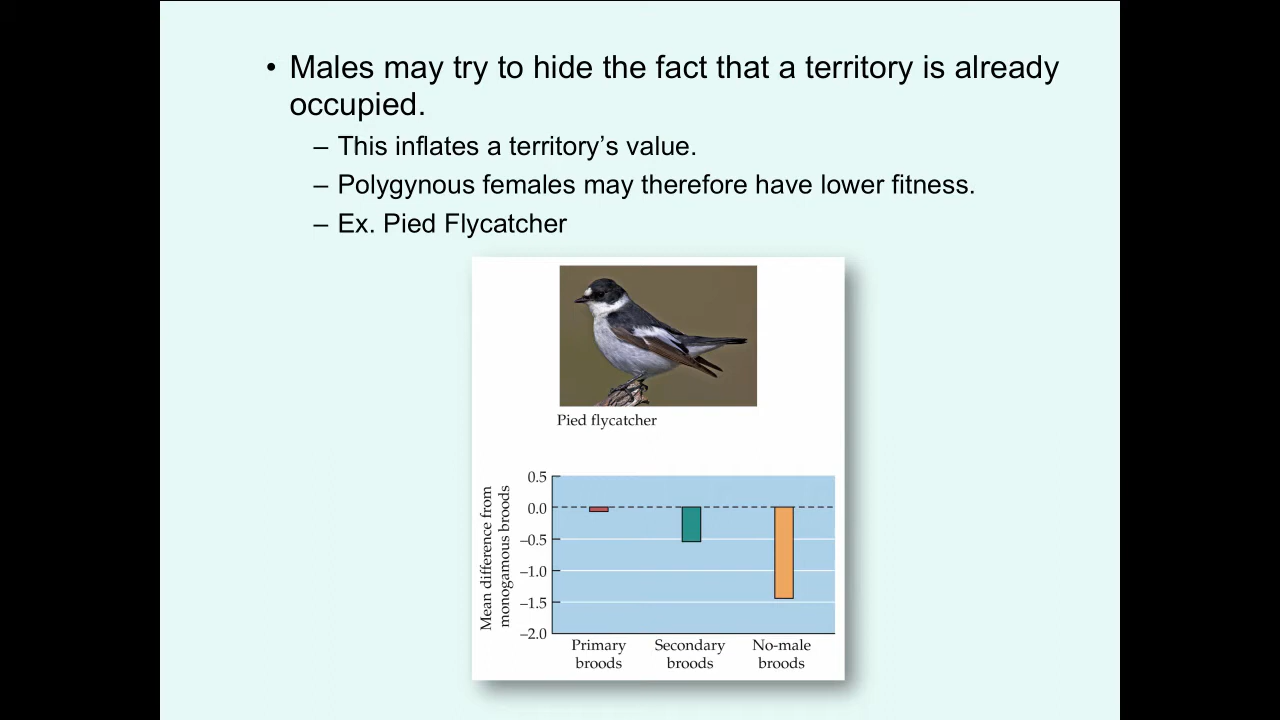 • Males may try to hide the fact that a territory is already
occupied.
– This inflates a territory’s value.
– Polygynous females may therefore have lower fitness.
– Ex. Pied Flycatcher
Pied flycatcher
Mean difference from
monogamous broods
0.5
0.0
–0.5
–1.0
–1.5
–2.0
Primary
broods
Secondary
broods
No-male
broods